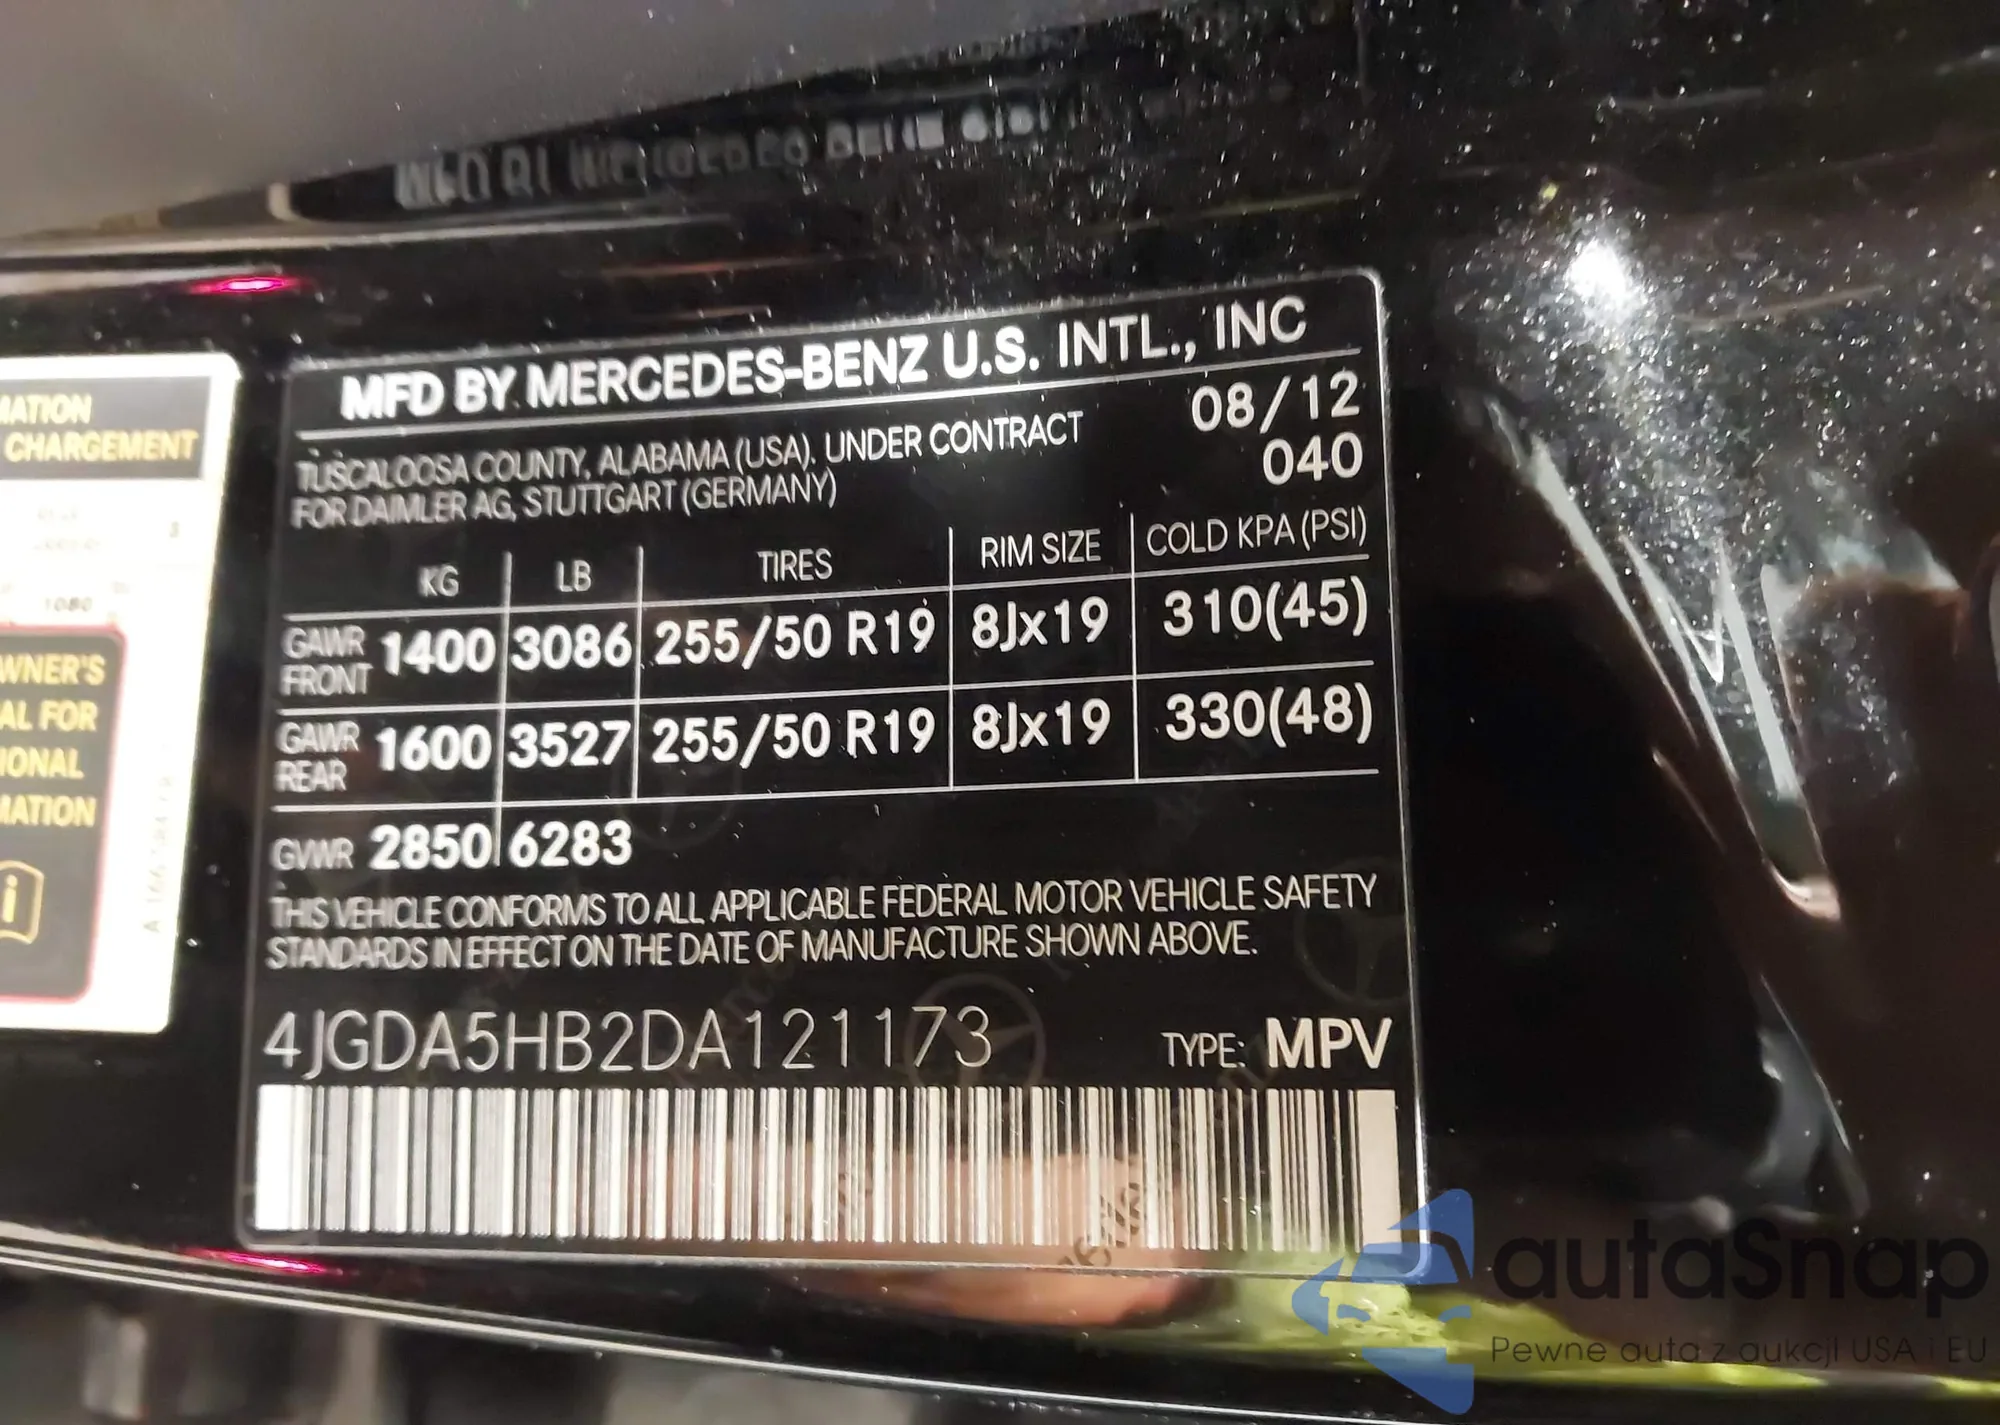 MFD BY MERCEDES-BENZ U.S. INTL., INC
TUSCALOOSA COUNTY, ALABAMA (USA), UNDER CONTRACT
FOR DAIMLER AG, STUTTGART (GERMANY)
08/12
040
KG LB TIRES RIM SIZE COLD KPA (PSI)
GAWR FRONT 1400 3086 255/50 R19 8Jx19 310(45)
GAWR REAR 1600 3527 255/50 R19 8Jx19 330(48)
GVWR 2850 6283
THIS VEHICLE CONFORMS TO ALL APPLICABLE FEDERAL MOTOR VEHICLE SAFETY
STANDARDS IN EFFECT ON THE DATE OF MANUFACTURE SHOWN ABOVE.
4JGDA5HB2DA121173 TYPE: MPV
MATION
CHARGEMENT
1080
WNER'S
AL FOR
IONAL
MATION
i
autaSnap
Pewne auta z aukcji USA i EU